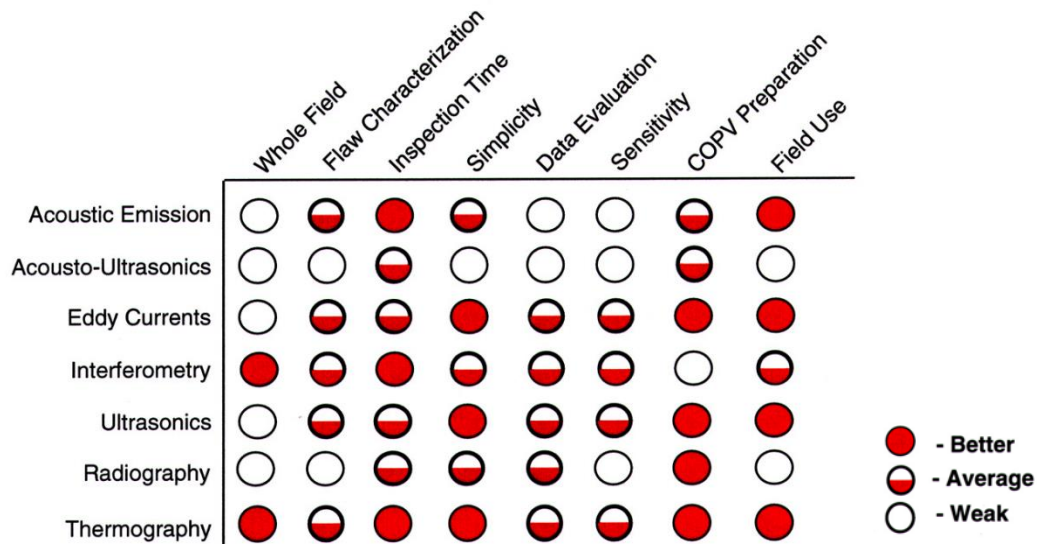 Whole Field
Flaw Characterization
Inspection Time
Simplicity
Data Evaluation
Sensitivity
COPV Preparation
Field Use
Acoustic Emission
Acousto-Ultrasonics
Eddy Currents
Interferometry
Ultrasonics
Radiography
Thermography
- Better
- Average
- Weak